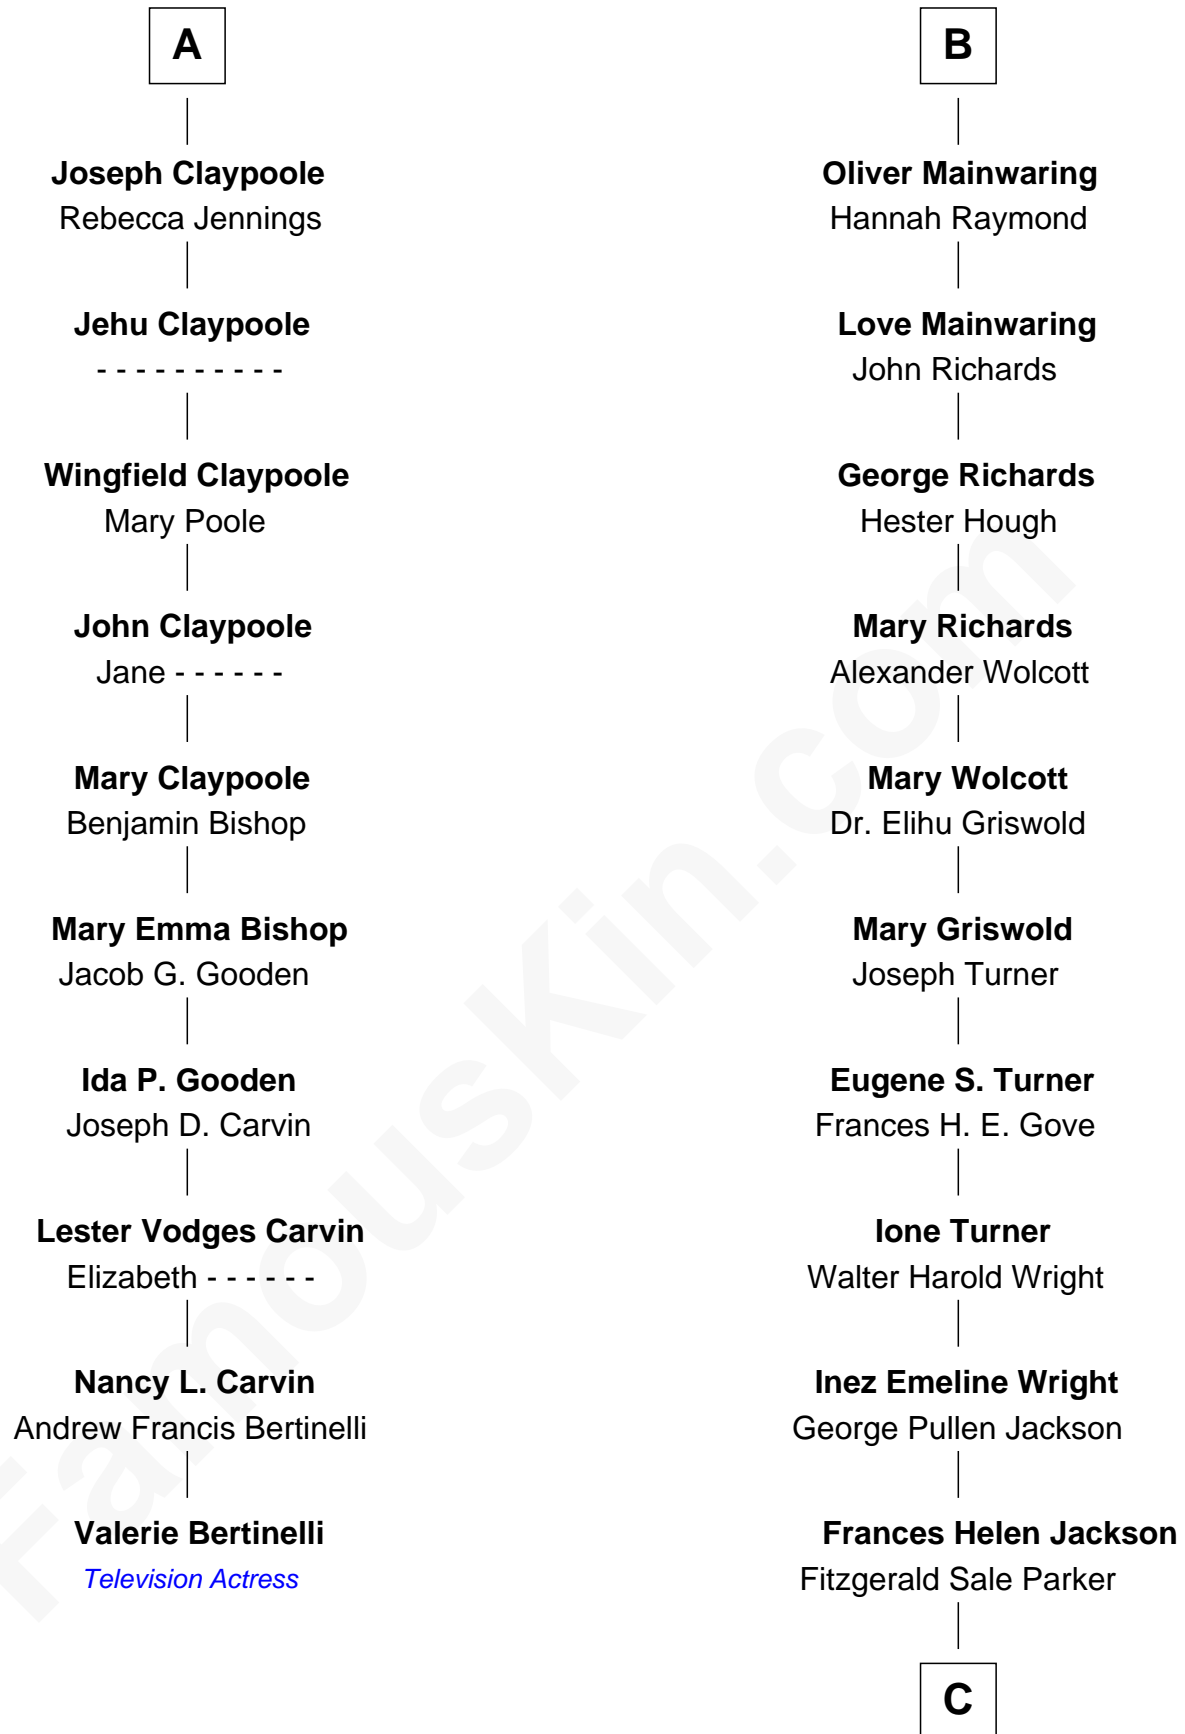 A
Joseph Claypoole
Rebecca Jennings
Jehu Claypoole
- - - - - - - - - -
Wingfield Claypoole
Mary Poole
John Claypoole
Jane - - - - - -
Mary Claypoole
Benjamin Bishop
Mary Emma Bishop
Jacob G. Gooden
Ida P. Gooden
Joseph D. Carvin
Lester Vodges Carvin
Elizabeth - - - - - -
Nancy L. Carvin
Andrew Francis Bertinelli
Valerie Bertinelli
Television Actress
B
Oliver Mainwaring
Hannah Raymond
Love Mainwaring
John Richards
George Richards
Hester Hough
Mary Richards
Alexander Wolcott
Mary Wolcott
Dr. Elihu Griswold
Mary Griswold
Joseph Turner
Eugene S. Turner
Frances H. E. Gove
Ione Turner
Walter Harold Wright
Inez Emeline Wright
George Pullen Jackson
Frances Helen Jackson
Fitzgerald Sale Parker
C
FamousKin.com